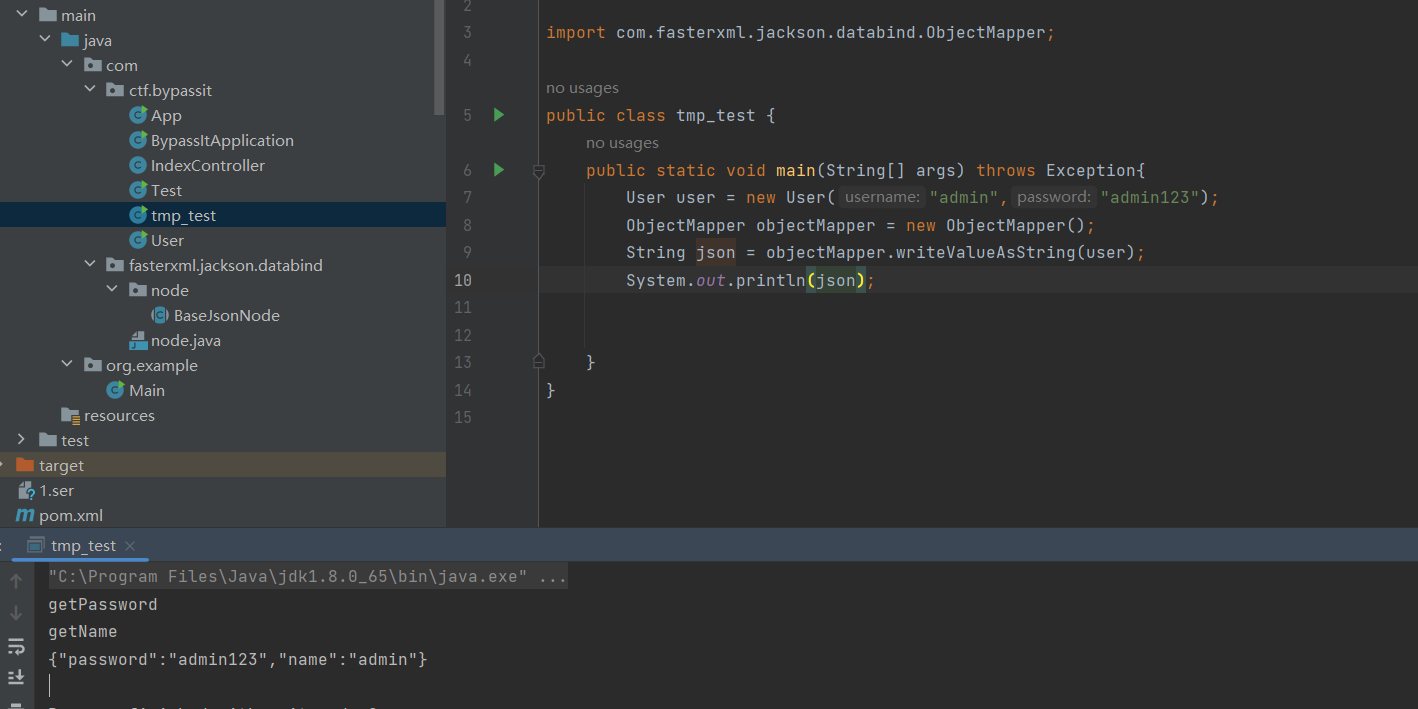 main
java
com
ctf.bypassit
App
BypassItApplication
IndexController
Test
tmp_test
User
fasterxml.jackson.databind
node
BaseJsonNode
node.java
org.example
Main
resources
test
target
1.ser
pom.xml
2
3 import com.fasterxml.jackson.databind.ObjectMapper;
4
no usages
5 public class tmp_test {
no usages
6 public static void main(String[] args) throws Exception{
7 User user = new User( username: "admin", password: "admin123");
8 ObjectMapper objectMapper = new ObjectMapper();
9 String json = objectMapper.writeValueAsString(user);
10 System.out.println(json);
11
12
13 }
14 }
15
tmp_test
"C:\Program Files\Java\jdk1.8.0_65\bin\java.exe" ...
getPassword
getName
{"password":"admin123","name":"admin"}